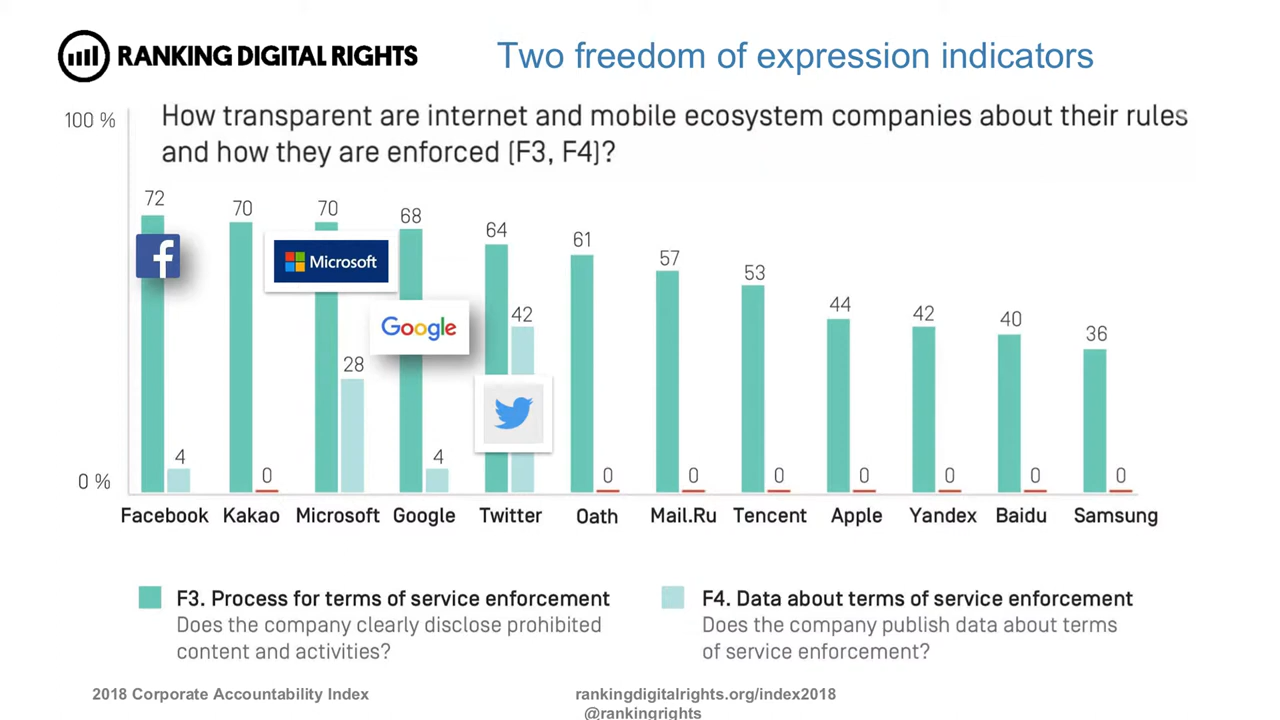 RANKING DIGITAL RIGHTS
Two freedom of expression indicators
How transparent are internet and mobile ecosystem companies about their rules
and how they are enforced (F3, F4)?
100 %
72
70
70
68
64
61
57
53
44
42
40
36
Microsoft
Google
42
28
4
0
4
0
0
0
0
0
0
0
0 %
Facebook Kakao Microsoft Google Twitter Oath Mail.Ru Tencent Apple Yandex Baidu Samsung
F3. Process for terms of service enforcement
Does the company clearly disclose prohibited
content and activities?
F4. Data about terms of service enforcement
Does the company publish data about terms
of service enforcement?
2018 Corporate Accountability Index
rankingdigitalrights.org/index2018
@rankingrights